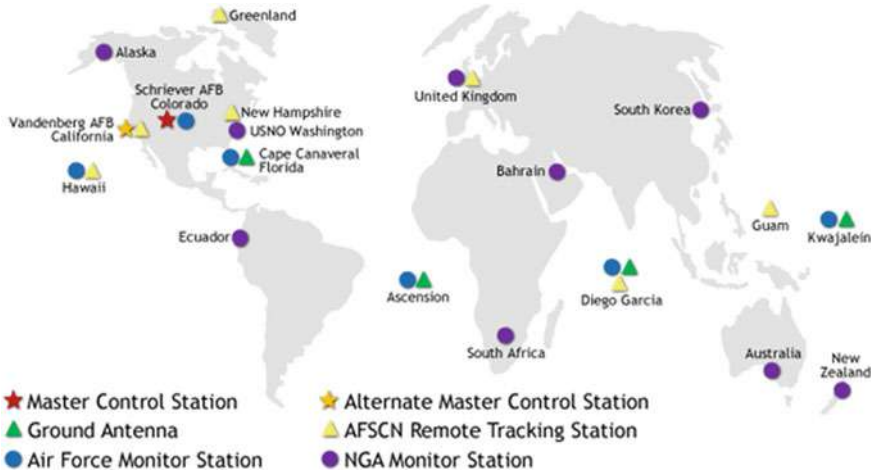 Greenland
Alaska
Schriever AFB
Colorado
United Kingdom
New Hampshire
South Korea
Vandenberg AFB
California
USNO Washington
Cape Canaveral
Florida
Bahrain
Hawaii
Guam
Kwajalein
Ecuador
Ascension
Diego Garcia
South Africa
Australia
New
Zealand
Master Control Station
Alternate Master Control Station
Ground Antenna
AFSCN Remote Tracking Station
Air Force Monitor Station
NGA Monitor Station